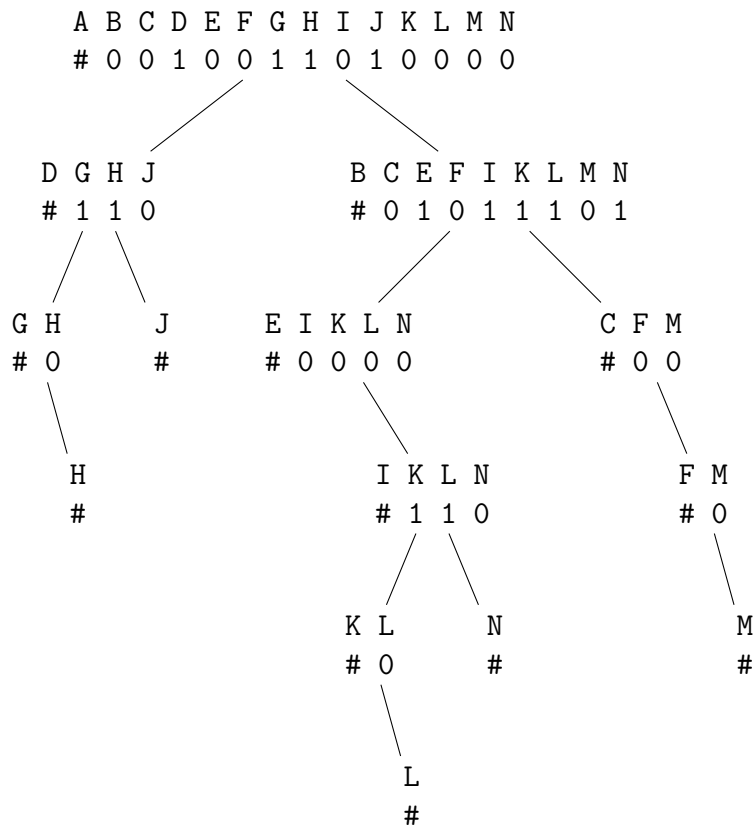 A B C D E F G H I J K L M N
# 0 0 1 0 0 1 1 0 1 0 0 0 0
D G H J
# 1 1 0
B C E F I K L M N
# 0 1 0 1 1 1 0 1
G H
# 0
J
#
E I K L N
# 0 0 0 0
C F M
# 0 0
H
#
I K L N
# 1 1 0
F M
# 0
K L
# 0
N
#
M
#
L
#